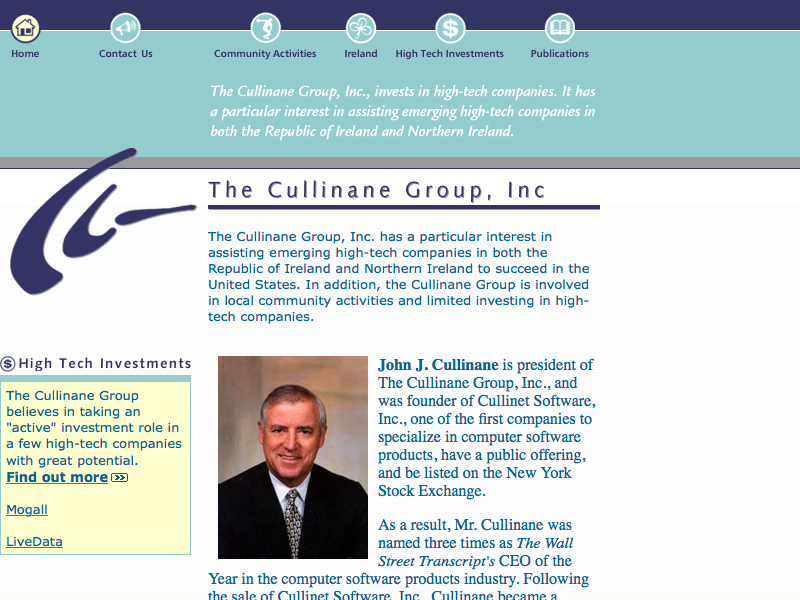 Home
Contact Us
Community Activities
Ireland
High Tech Investments
Publications
The Cullinane Group, Inc., invests in high-tech companies. It has
a particular interest in assisting emerging high-tech companies in
both the Republic of Ireland and Northern Ireland.
The Cullinane Group, Inc
The Cullinane Group, Inc. has a particular interest in
assisting emerging high-tech companies in both the
Republic of Ireland and Northern Ireland to succeed in the
United States. In addition, the Cullinane Group is involved
in local community activities and limited investing in high-
tech companies.
$ High Tech Investments
The Cullinane Group
believes in taking an
"active" investment role in
a few high-tech companies
with great potential.
Find out more
Mogall
LiveData
John J. Cullinane is president of
The Cullinane Group, Inc., and
was founder of Cullinet Software,
Inc., one of the first companies to
specialize in computer software
products, have a public offering,
and be listed on the New York
Stock Exchange.
As a result, Mr. Cullinane was
named three times as The Wall
Street Transcript's CEO of the
Year in the computer software products industry. Following
the sale of Cullinet Software, Inc., Cullinane became a